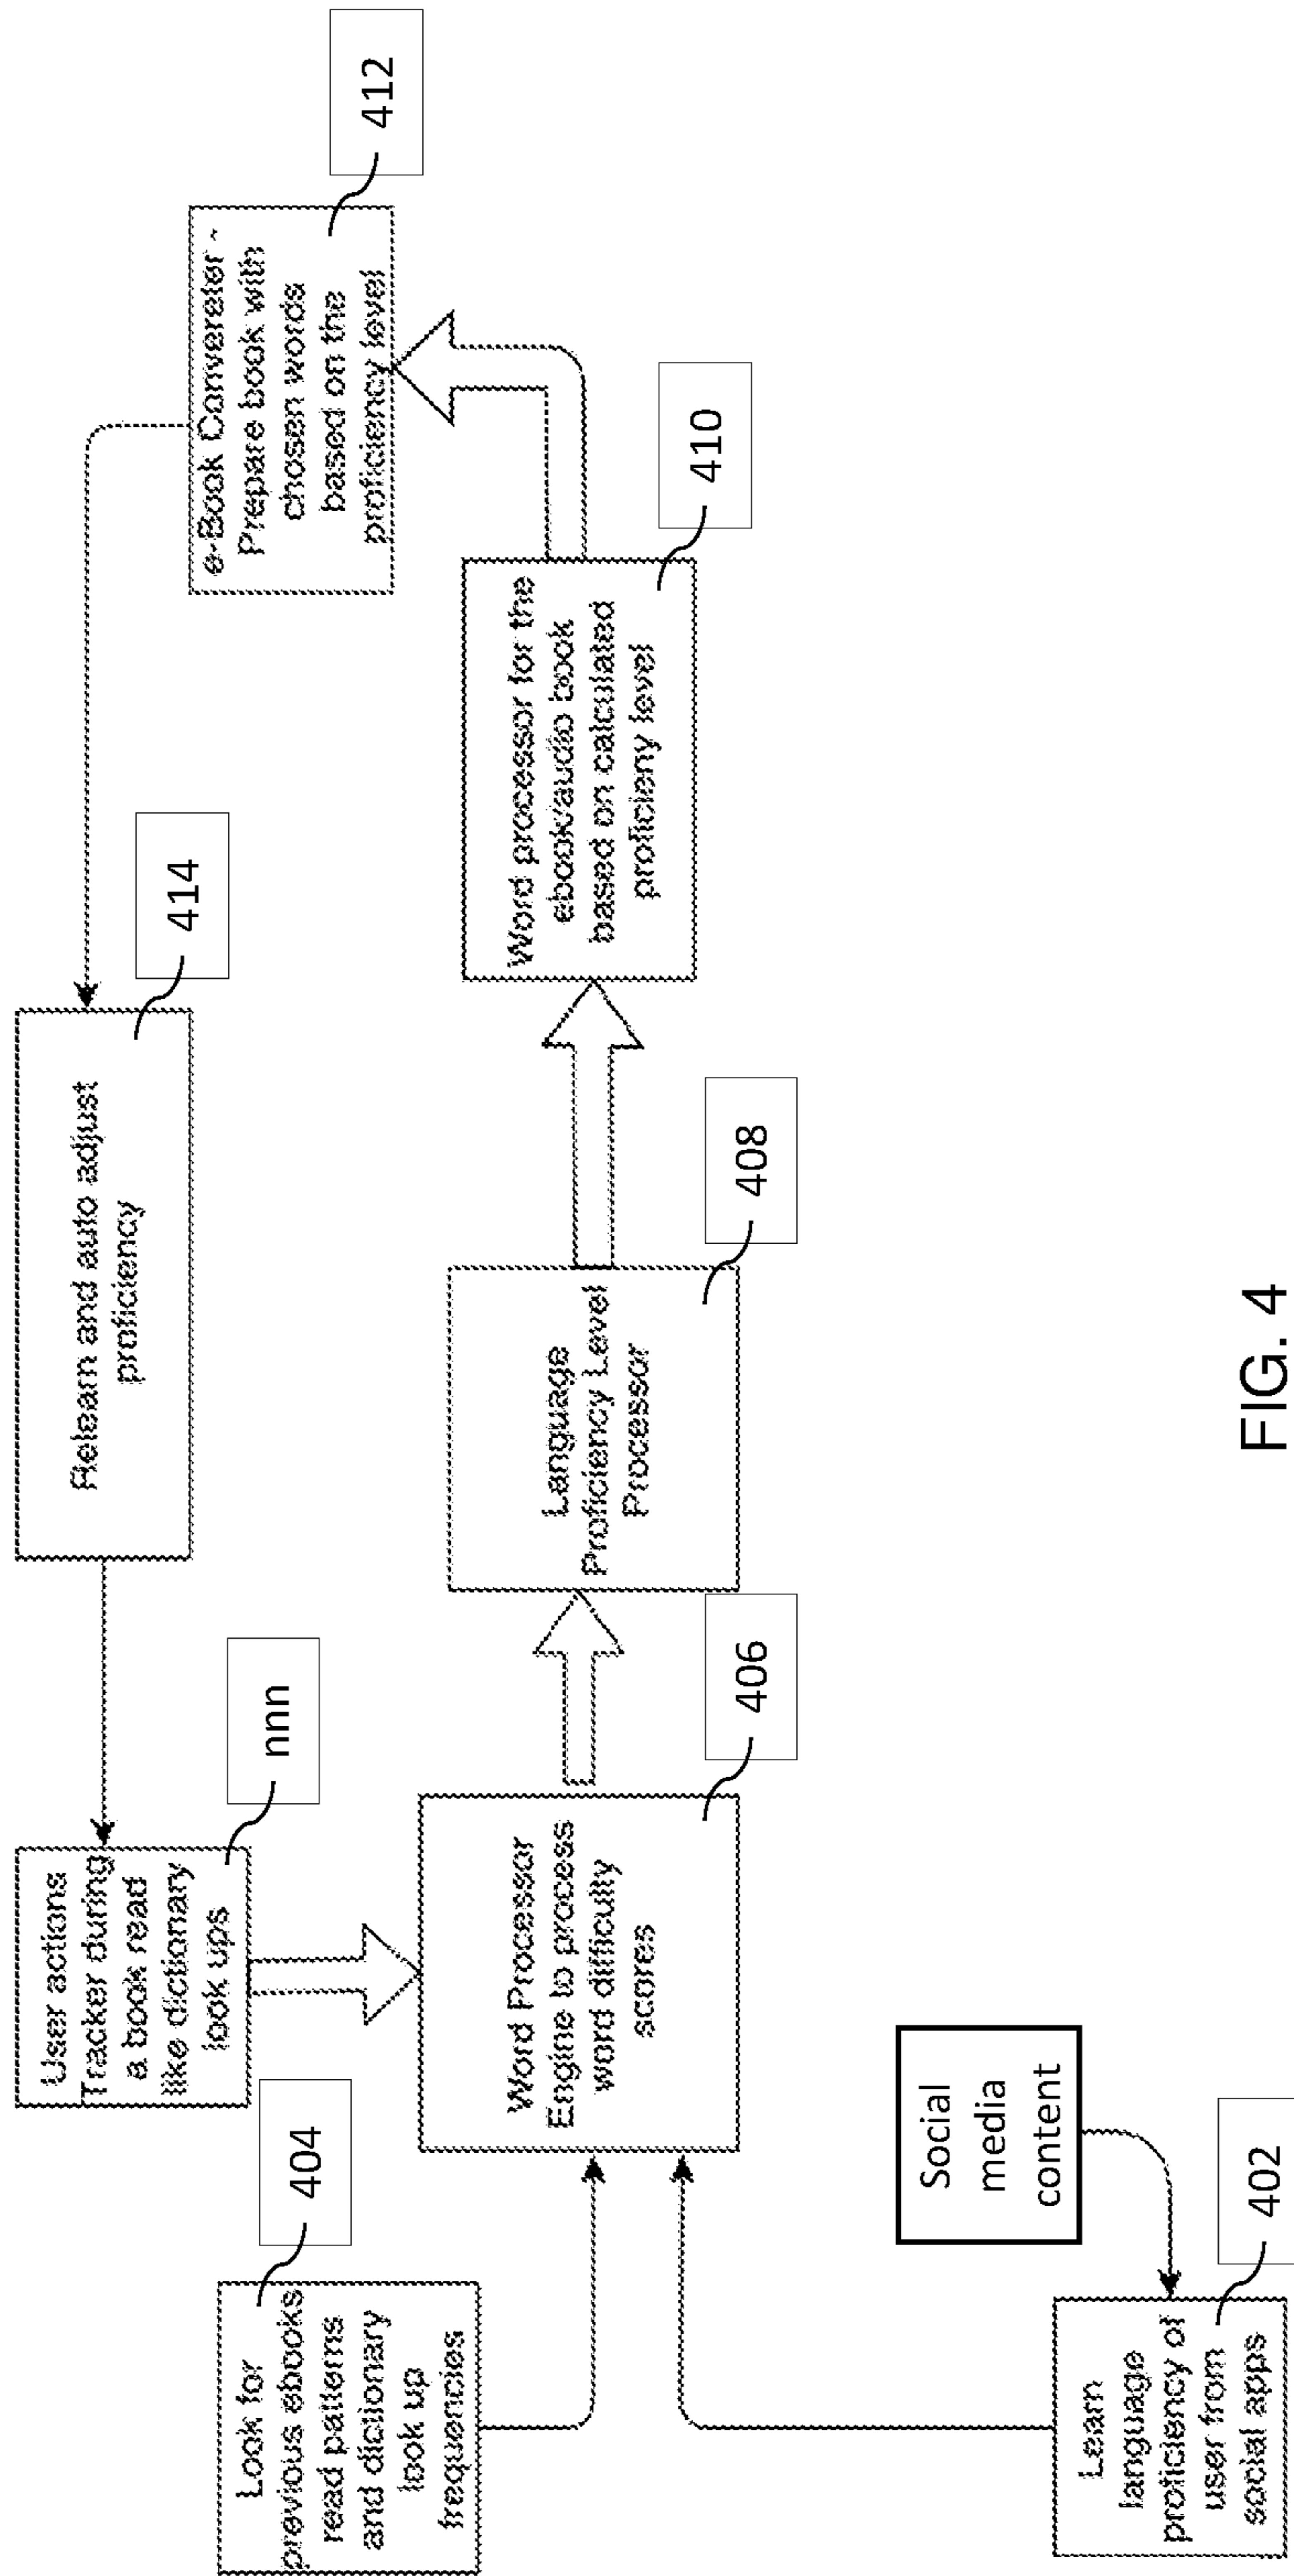 Look for
previous ebooks
read patterns
and dictionary
look up
frequencies
404
User actions
Tracker during
a book read
like dictionary
look ups
nnn
Relearn and auto adjust
proficiency
414
e-Book Convereter -
Prepare book with
chosen words
based on the
proficiency level
412
Word Processor
Engine to process
word difficulty
scores
406
Language
Proficiency Level
Processor
408
Word processor for the
ebook/audio book
based on calculated
proficieny level
410
Social
media
content
Learn
language
proficiency of
user from
social apps
402
FIG. 4